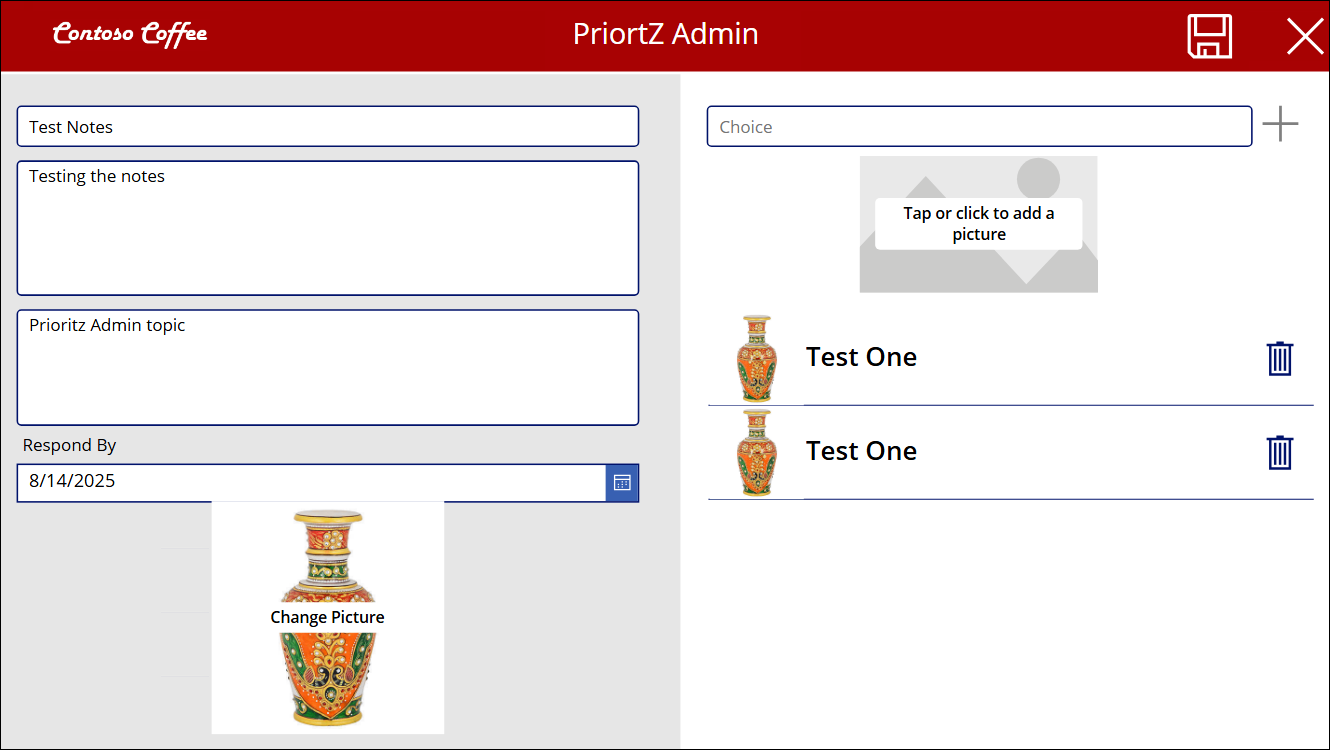 Contoso Coffee
PriortZ Admin
Test Notes
Testing the notes
Prioritz Admin topic
Respond By
8/14/2025
Change Picture
Choice
Tap or click to add a
picture
Test One
Test One